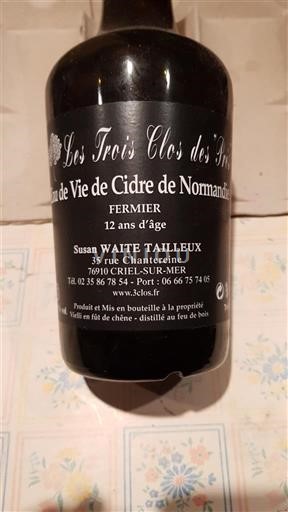 Les Trois Clos des
de Vie de Cidre de Normandie
FERMIER
12 ans d'âge
Susan WAITE TAILLEUX
35 rue Chantereine
76910 CRIEL-SUR-MER
Tél. 02 35 86 78 54 - Port : 06 66 75 74 05
www.3clos.fr
Produit et Mis en bouteille à la propriété
Vieilli en fût de chêne - distillé au feu de bois